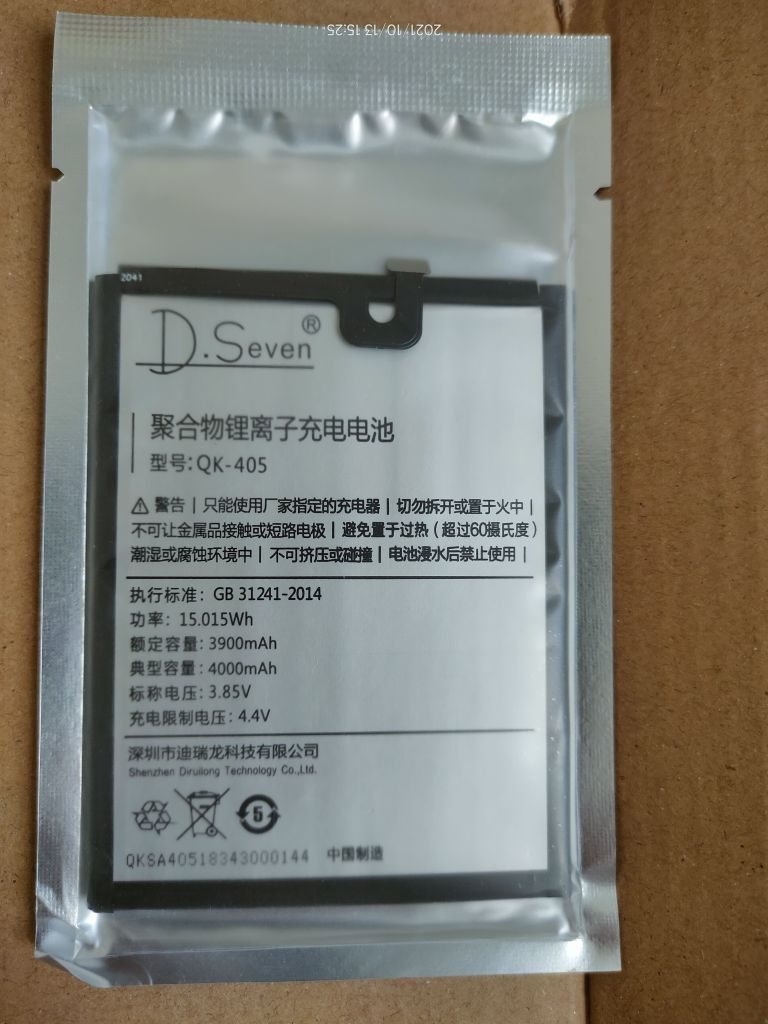 2021/10/13 15:25
2041
D.Seven®
聚合物锂离子充电电池
型号:QK-405
⚠ 警告 | 只能使用厂家指定的充电器 | 切勿拆开或置于火中 |
不可让金属品接触或短路电极 | 避免置于过热 ( 超过60摄氏度 )
潮湿或腐蚀环境中 | 不可挤压或碰撞 | 电池浸水后禁止使用 |
执行标准: GB 31241-2014
功率: 15.015Wh
额定容量: 3900mAh
典型容量: 4000mAh
标称电压: 3.85V
充电限制电压: 4.4V
深圳市迪瑞龙科技有限公司
Shenzhen Diruilong Technology Co.,Ltd.
5
QKSA40518343000144 中国制造